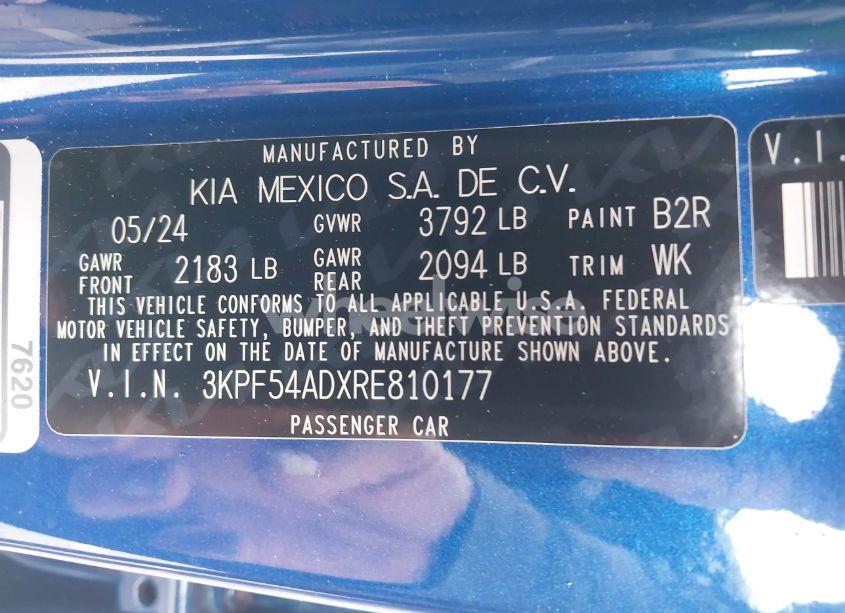 MANUFACTURED BY
KIA MEXICO S.A. DE C.V.
05/24 GVWR 3792 LB PAINT B2R
GAWR FRONT 2183 LB GAWR REAR 2094 LB TRIM WK
THIS VEHICLE CONFORMS TO ALL APPLICABLE U.S.A. FEDERAL
MOTOR VEHICLE SAFETY, BUMPER, AND THEFT PREVENTION STANDARDS
IN EFFECT ON THE DATE OF MANUFACTURE SHOWN ABOVE.
V.I.N. 3KPF54ADXRE810177
PASSENGER CAR
7620
V.I.